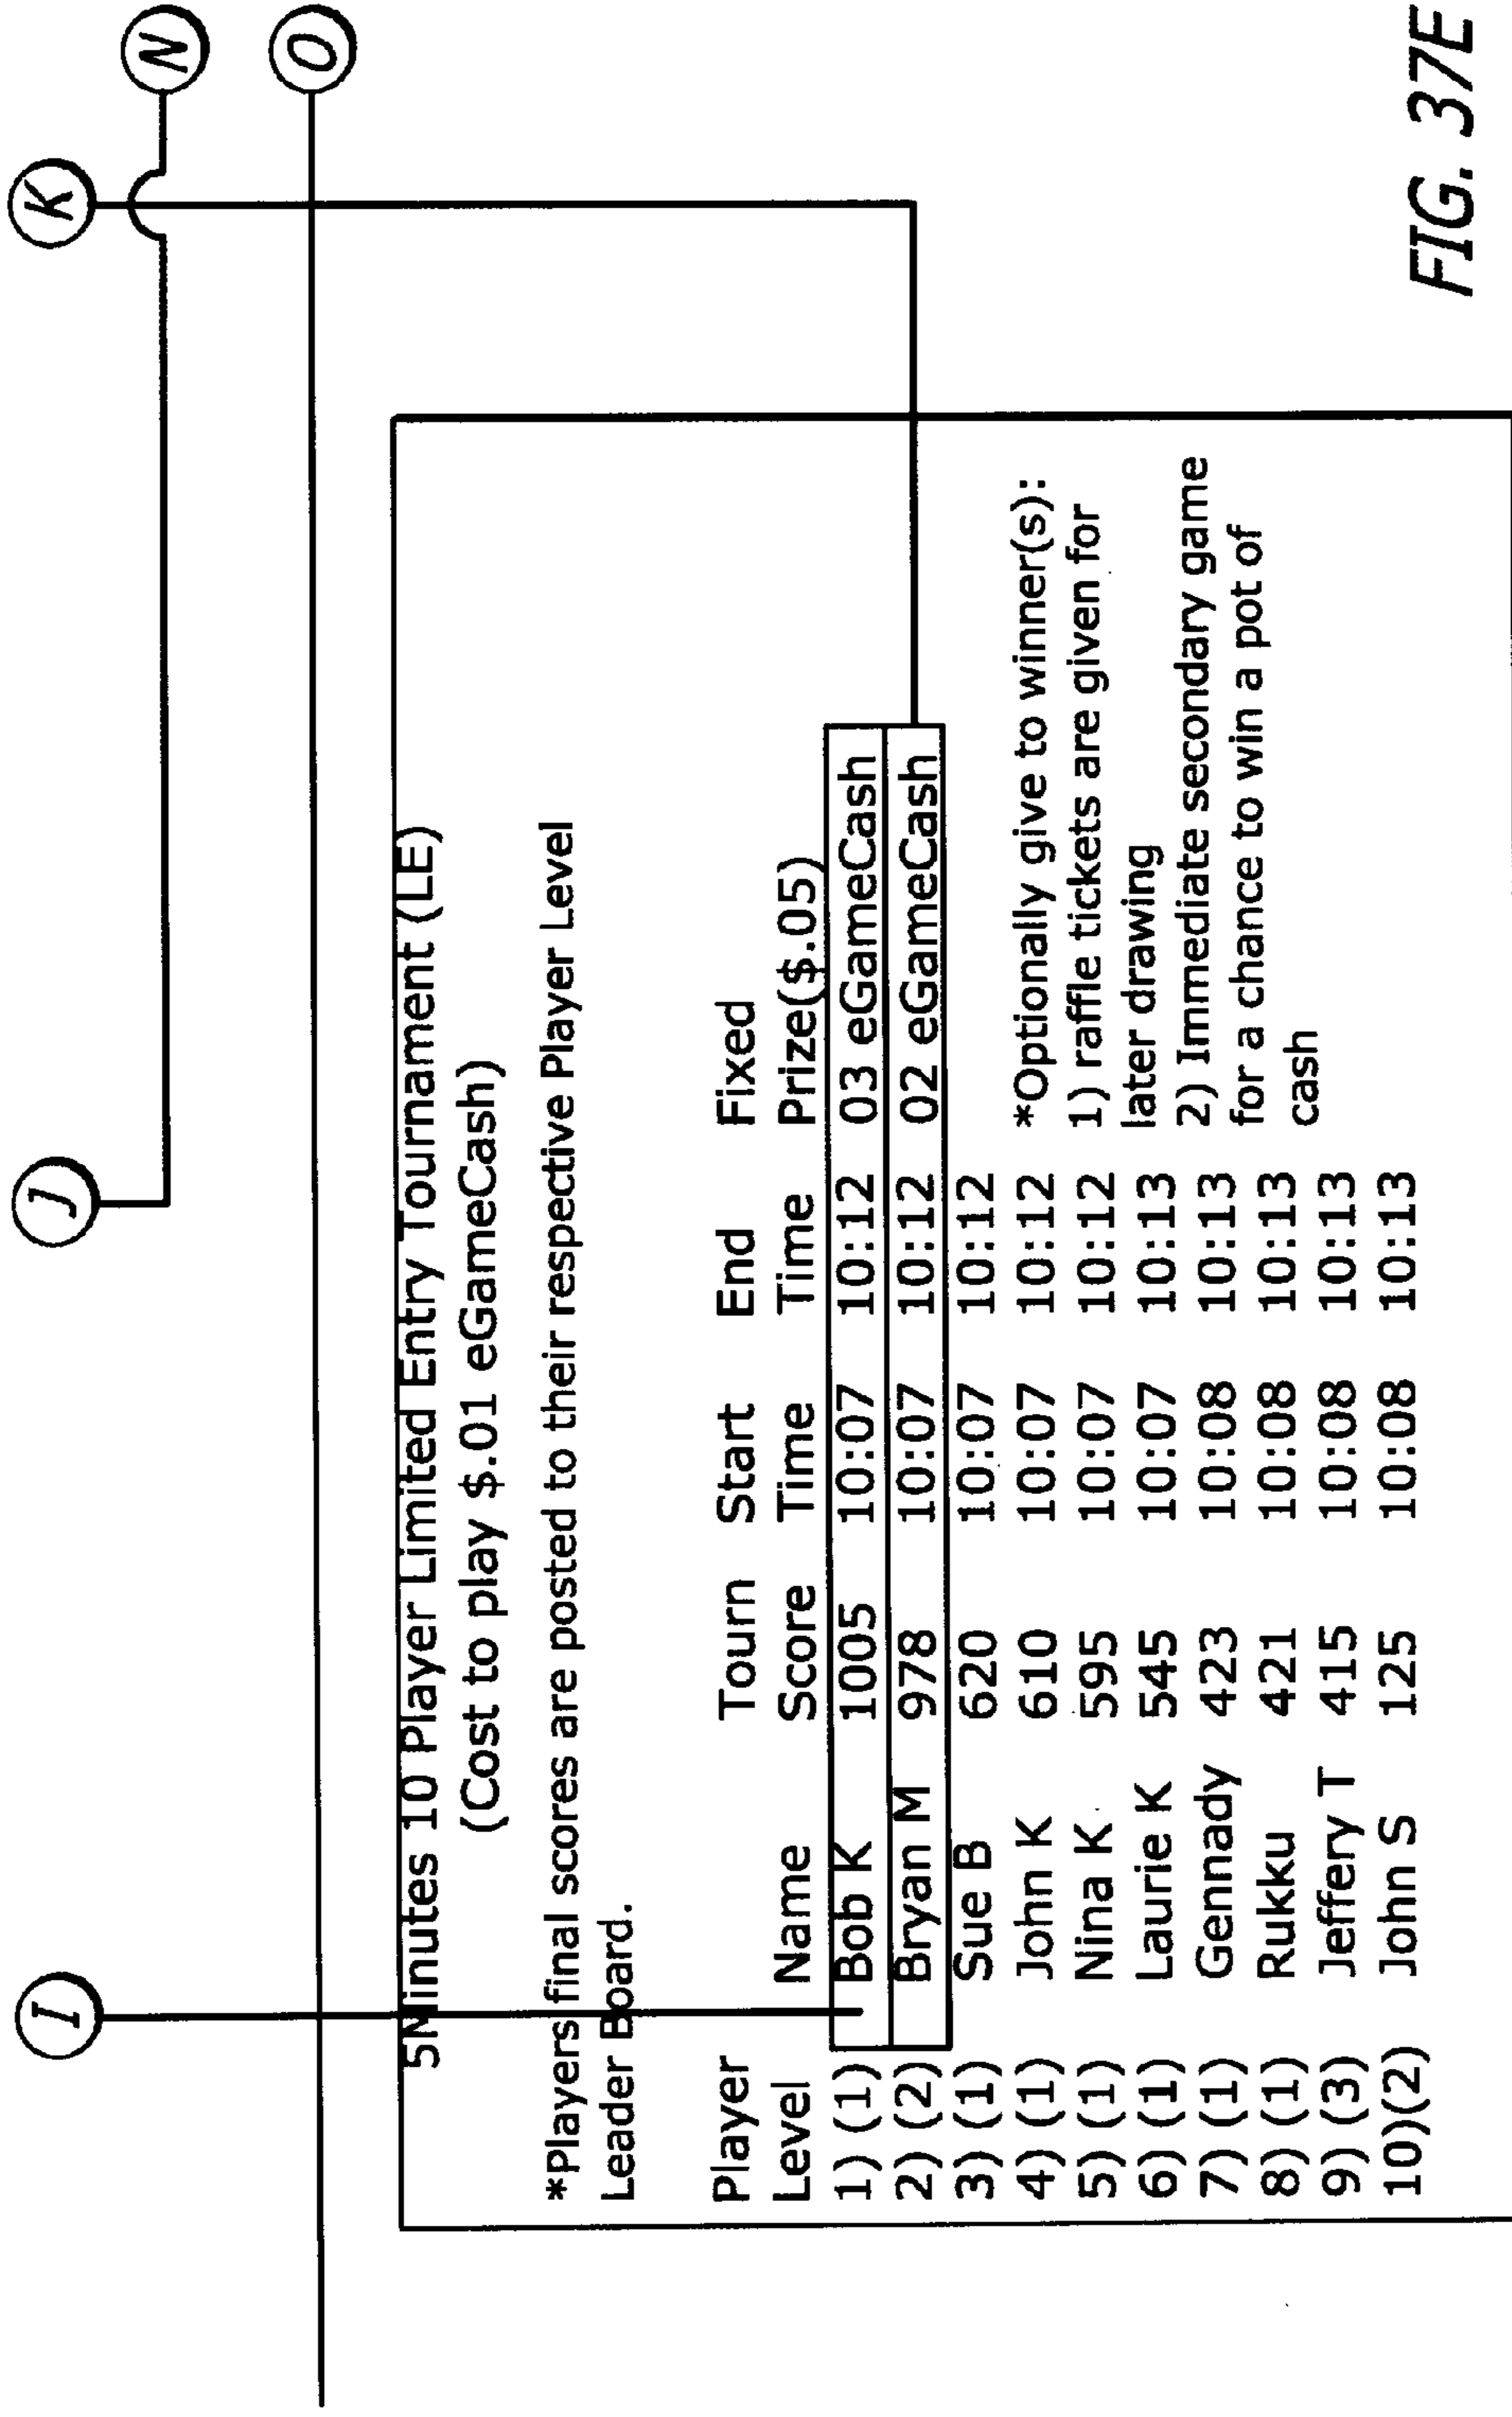 I
J
K
N
O
5Minutes 10 Player Limited Entry Tournament (LE)
(Cost to play $.01 eGameCash)
*Players final scores are posted to their respective Player Level
Leader Board.
Player Tourn Start End Fixed
Level Name Score Time Time Prize($.05)
1) (1) Bob K 1005 10:07 10:12 03 eGameCash
2) (2) Bryan M 978 10:07 10:12 02 eGameCash
3) (1) Sue B 620 10:07 10:12
4) (1) John K 610 10:07 10:12
5) (1) Nina K 595 10:07 10:12
6) (1) Laurie K 545 10:07 10:13
7) (1) Gennady 423 10:08 10:13
8) (1) Rukku 421 10:08 10:13
9) (3) Jeffery T 415 10:08 10:13
10)(2) John S 125 10:08 10:13
*Optionally give to winner(s):
1) raffle tickets are given for
later drawing
2) Immediate secondary game
for a chance to win a pot of
cash
FIG. 37E